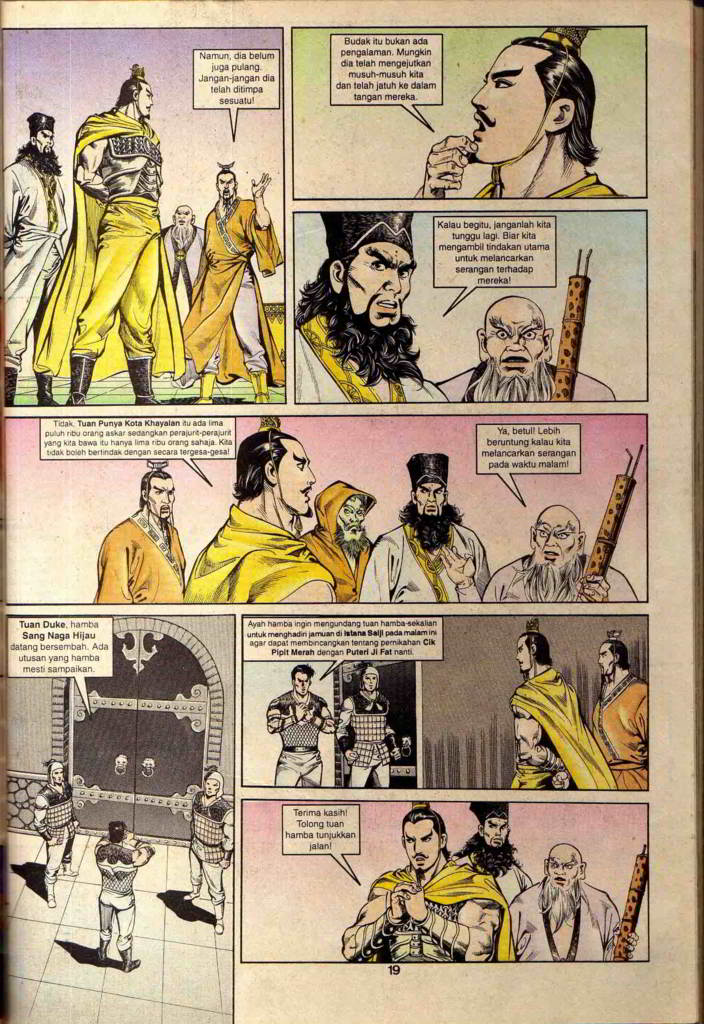 Namun, dia belum
juga pulang.
Jangan-jangan dia
telah ditimpa
sesuatu!
Budak itu bukan ada
pengalaman. Mungkin
dia telah mengejutkan
musuh-musuh kita
dan telah jatuh ke dalam
tangan mereka.
Kalau begitu, janganlah kita
tunggu lagi. Biar kita
mengambil tindakan utama
untuk melancarkan
serangan terhadap
mereka!
Tidak, Tuan Punya Kota Khayalan itu ada lima
puluh ribu orang askar sedangkan perajurit-perajurit
yang kita bawa itu hanya lima ribu orang sahaja. Kita
tidak boleh bertindak dengan secara tergesa-gesa!
Ya, betul! Lebih
beruntung kalau kita
melancarkan serangan
pada waktu malam!
Tuan Duke, hamba
Sang Naga Hijau
datang bersembah. Ada
utusan yang hamba
mesti sampaikan.
Ayah hamba ingin mengundang tuan hamba-sekalian
untuk menghadiri jamuan di Istana Salji pada malam ini
agar dapat membincangkan tentang pernikahan Cik
Pipit Merah dengan Puteri Ji Fat nanti.
Terima kasih!
Tolong tuan
hamba tunjukkan
jalan!
19